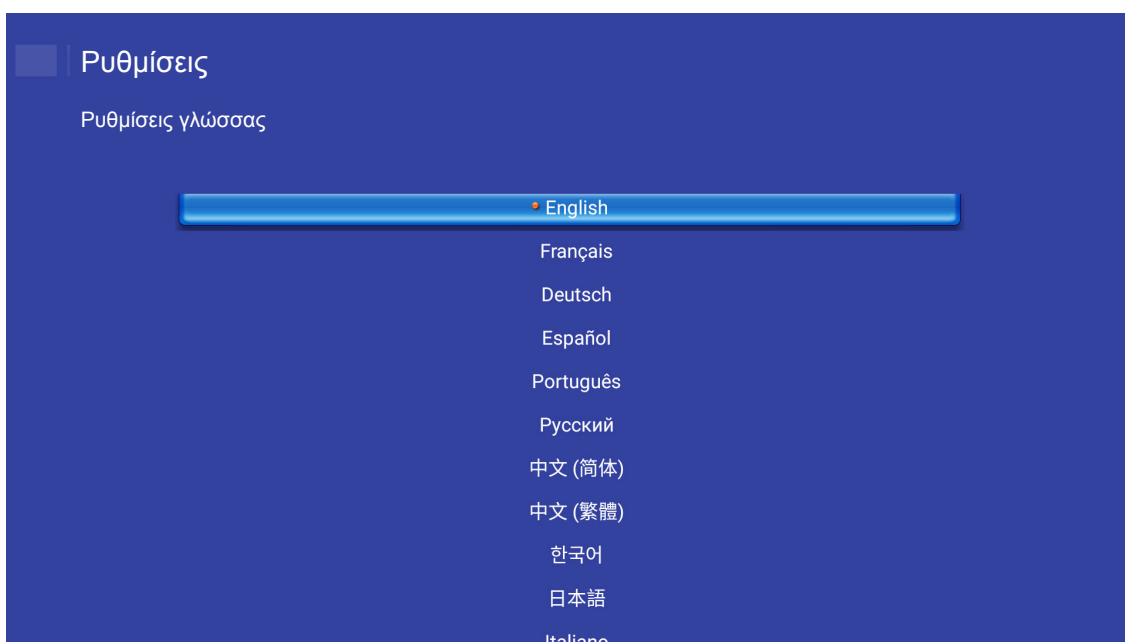 Ρυθμίσεις
Ρυθμίσεις γλώσσας
English
Français
Deutsch
Español
Português
Русский
中文 (简体)
中文 (繁體)
한국어
日本語
Italiano